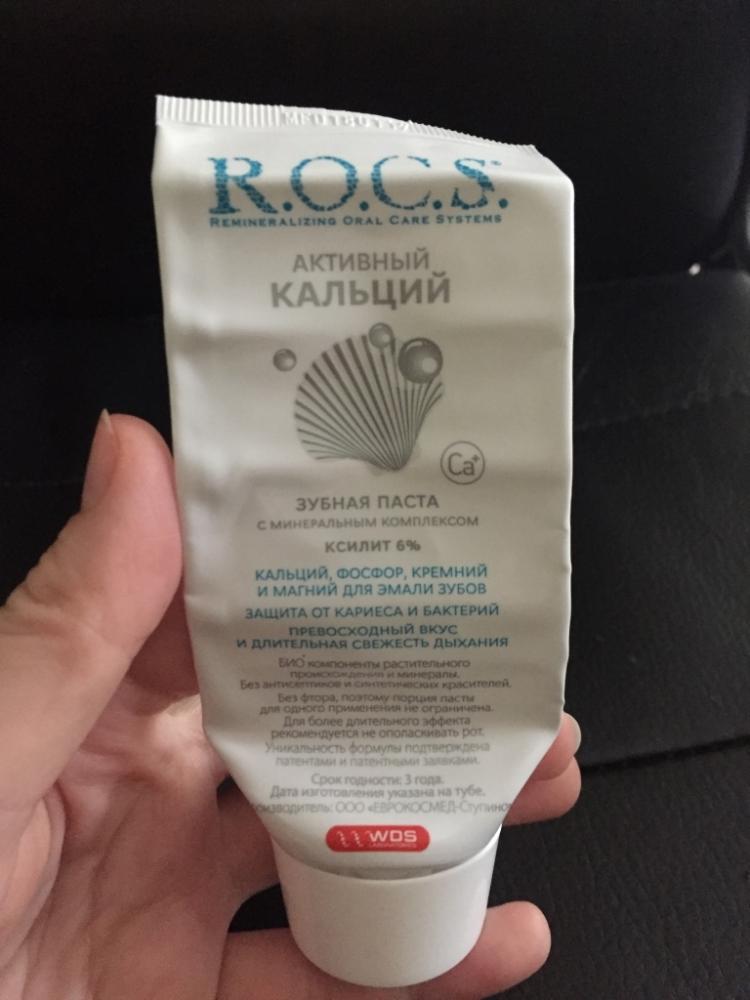 R.O.C.S.
REMINERALIZING ORAL CARE SYSTEMS
АКТИВНЫЙ
КАЛЬЦИЙ
Ca+
ЗУБНАЯ ПАСТА
С МИНЕРАЛЬНЫМ КОМПЛЕКСОМ
КСИЛИТ 6%
КАЛЬЦИЙ, ФОСФОР, КРЕМНИЙ
И МАГНИЙ ДЛЯ ЭМАЛИ ЗУБОВ
ЗАЩИТА ОТ КАРИЕСА И БАКТЕРИЙ
ПРЕВОСХОДНЫЙ ВКУС
И ДЛИТЕЛЬНАЯ СВЕЖЕСТЬ ДЫХАНИЯ
БИО* компоненты растительного
происхождения и минералы.
Без антисептиков и синтетических красителей.
Без фтора, поэтому порция пасты
для одного применения не ограничена.
Для более длительного эффекта
рекомендуется не ополаскивать рот.
Уникальность формулы подтверждена
патентами и патентными заявками.
Срок годности: 3 года.
Дата изготовления указана на тубе.
роизводитель: ООО «ЕВРОКОСМЕД-Ступино
WDS
LABORATORIES